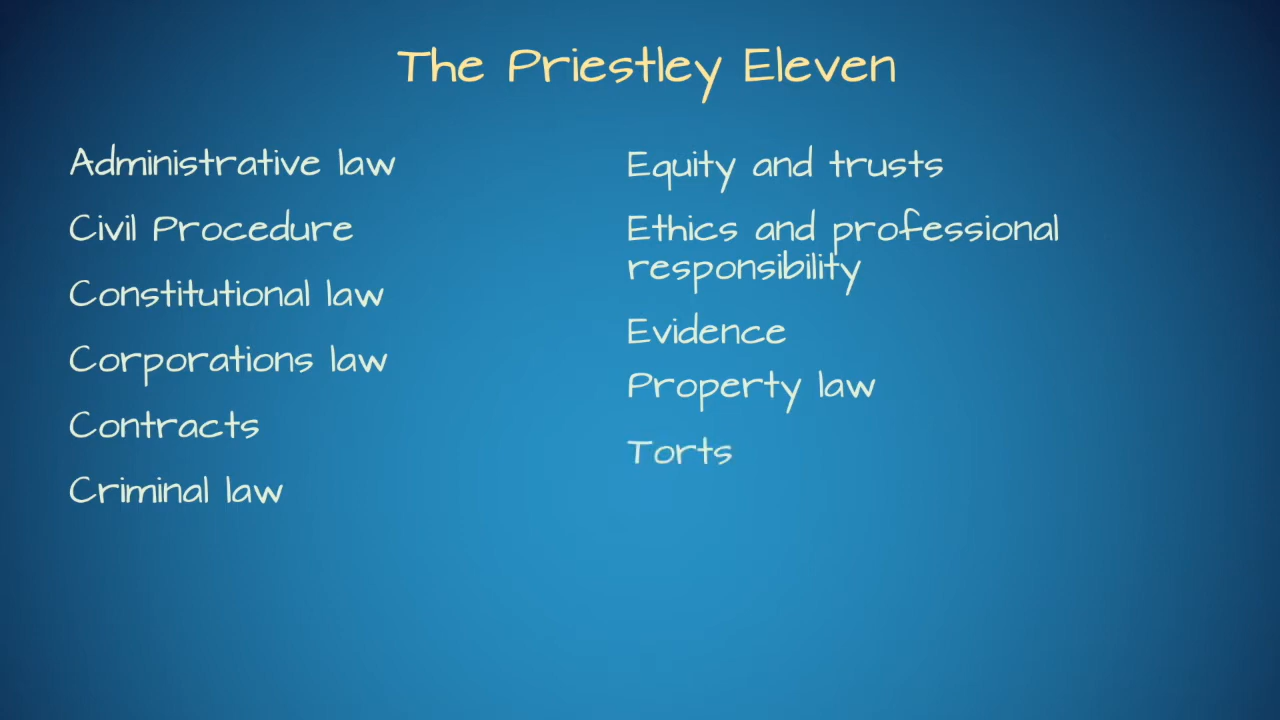 The Priestley Eleven
Administrative law
Civil Procedure
Constitutional law
Corporations law
Contracts
Criminal law
Equity and trusts
Ethics and professional
responsibility
Evidence
Property law
Torts